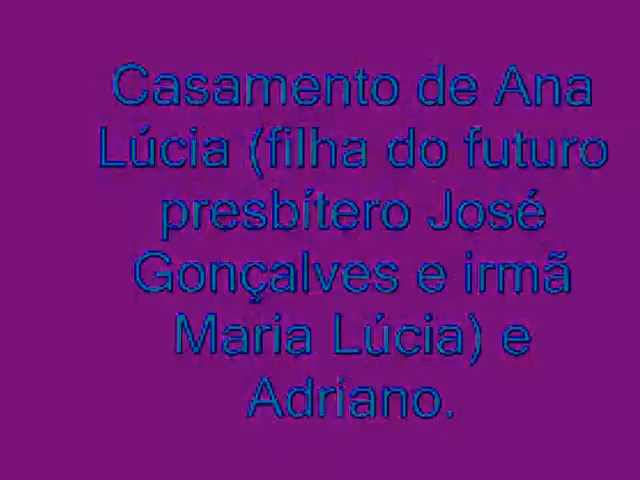 Casamento de Ana
Lúcia (filha do futuro
presbítero José
Gonçalves e irmã
Maria Lúcia) e
Adriano.